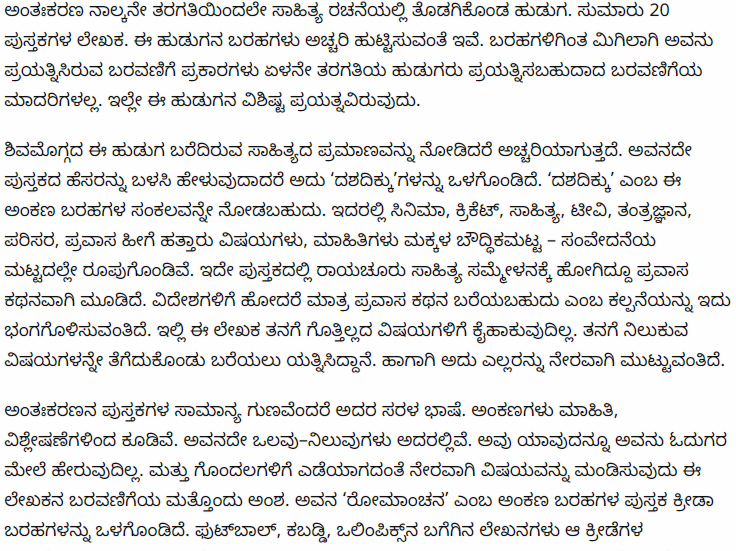 ಅಂತಃಕರಣ ನಾಲ್ಕನೇ ತರಗತಿಯಿಂದಲೇ ಸಾಹಿತ್ಯ ರಚನೆಯಲ್ಲಿ ತೊಡಗಿಕೊಂಡ ಹುಡುಗ. ಸುಮಾರು 20
ಪುಸ್ತಕಗಳ ಲೇಖಕ. ಈ ಹುಡುಗನ ಬರಹಗಳು ಅಚ್ಚರಿ ಹುಟ್ಟಿಸುವಂತೆ ಇವೆ. ಬರಹಗಳಿಗಿಂತ ಮಿಗಿಲಾಗಿ ಅವನು
ಪ್ರಯತ್ನಿಸಿರುವ ಬರವಣಿಗೆ ಪ್ರಕಾರಗಳು ಏಳನೇ ತರಗತಿಯ ಹುಡುಗರು ಪ್ರಯತ್ನಿಸಬಹುದಾದ ಬರವಣಿಗೆಯ
ಮಾದರಿಗಳಲ್ಲ. ಇಲ್ಲೇ ಈ ಹುಡುಗನ ವಿಶಿಷ್ಟ ಪ್ರಯತ್ನವಿರುವುದು.
ಶಿವಮೊಗ್ಗದ ಈ ಹುಡುಗ ಬರೆದಿರುವ ಸಾಹಿತ್ಯದ ಪ್ರಮಾಣವನ್ನು ನೋಡಿದರೆ ಅಚ್ಚರಿಯಾಗುತ್ತದೆ. ಅವನದೇ
ಪುಸ್ತಕದ ಹೆಸರನ್ನು ಬಳಸಿ ಹೇಳುವುದಾದರೆ ಅದು ‘ದಶದಿಕ್ಕು’ಗಳನ್ನು ಒಳಗೊಂಡಿದೆ. ‘ದಶದಿಕ್ಕು’ ಎಂಬ ಈ
ಅಂಕಣ ಬರಹಗಳ ಸಂಕಲವನ್ನೇ ನೋಡಬಹುದು. ಇದರಲ್ಲಿ ಸಿನಿಮಾ, ಕ್ರಿಕೆಟ್, ಸಾಹಿತ್ಯ, ಟೀವಿ, ತಂತ್ರಜ್ಞಾನ,
ಪರಿಸರ, ಪ್ರವಾಸ ಹೀಗೆ ಹತ್ತಾರು ವಿಷಯಗಳು, ಮಾಹಿತಿಗಳು ಮಕ್ಕಳ ಬೌದ್ಧಿಕಮಟ್ಟ – ಸಂವೇದನೆಯ
ಮಟ್ಟದಲ್ಲೇ ರೂಪುಗೊಂಡಿವೆ. ಇದೇ ಪುಸ್ತಕದಲ್ಲಿ ರಾಯಚೂರು ಸಾಹಿತ್ಯ ಸಮ್ಮೇಳನಕ್ಕೆ ಹೋಗಿದ್ದೂ ಪ್ರವಾಸ
ಕಥನವಾಗಿ ಮೂಡಿದೆ. ವಿದೇಶಗಳಿಗೆ ಹೋದರೆ ಮಾತ್ರ ಪ್ರವಾಸ ಕಥನ ಬರೆಯಬಹುದು ಎಂಬ ಕಲ್ಪನೆಯನ್ನು ಇದು
ಭಂಗಗೊಳಿಸುವಂತಿದೆ. ಇಲ್ಲಿ ಈ ಲೇಖಕ ತನಗೆ ಗೊತ್ತಿಲ್ಲದ ವಿಷಯಗಳಿಗೆ ಕೈಹಾಕುವುದಿಲ್ಲ. ತನಗೆ ನಿಲುಕುವ
ವಿಷಯಗಳನ್ನೇ ತೆಗೆದುಕೊಂಡು ಬರೆಯಲು ಯತ್ನಿಸಿದ್ದಾನೆ. ಹಾಗಾಗಿ ಅದು ಎಲ್ಲರನ್ನು ನೇರವಾಗಿ ಮುಟ್ಟುವಂತಿದೆ.
ಅಂತಃಕರಣನ ಪುಸ್ತಕಗಳ ಸಾಮಾನ್ಯ ಗುಣವೆಂದರೆ ಅದರ ಸರಳ ಭಾಷೆ. ಅಂಕಣಗಳು ಮಾಹಿತಿ,
ವಿಶ್ಲೇಷಣೆಗಳಿಂದ ಕೂಡಿವೆ. ಅವನದೇ ಒಲವು–ನಿಲುವುಗಳು ಅದರಲ್ಲಿವೆ. ಅವು ಯಾವುದನ್ನೂ ಅವನು ಓದುಗರ
ಮೇಲೆ ಹೇರುವುದಿಲ್ಲ. ಮತ್ತು ಗೊಂದಲಗಳಿಗೆ ಎಡೆಯಾಗದಂತೆ ನೇರವಾಗಿ ವಿಷಯವನ್ನು ಮಂಡಿಸುವುದು ಈ
ಲೇಖಕನ ಬರವಣಿಗೆಯ ಮತ್ತೊಂದು ಅಂಶ. ಅವನ ‘ರೋಮಾಂಚನ’ ಎಂಬ ಅಂಕಣ ಬರಹಗಳ ಪುಸ್ತಕ ಕ್ರೀಡಾ
ಬರಹಗಳನ್ನು ಒಳಗೊಂಡಿದೆ. ಫುಟ್‌ಬಾಲ್, ಕಬಡ್ಡಿ, ಒಲಿಂಪಿಕ್ಸ್‌ನ ಬಗೆಗಿನ ಲೇಖನಗಳು ಆ ಕ್ರೀಡೆಗಳ